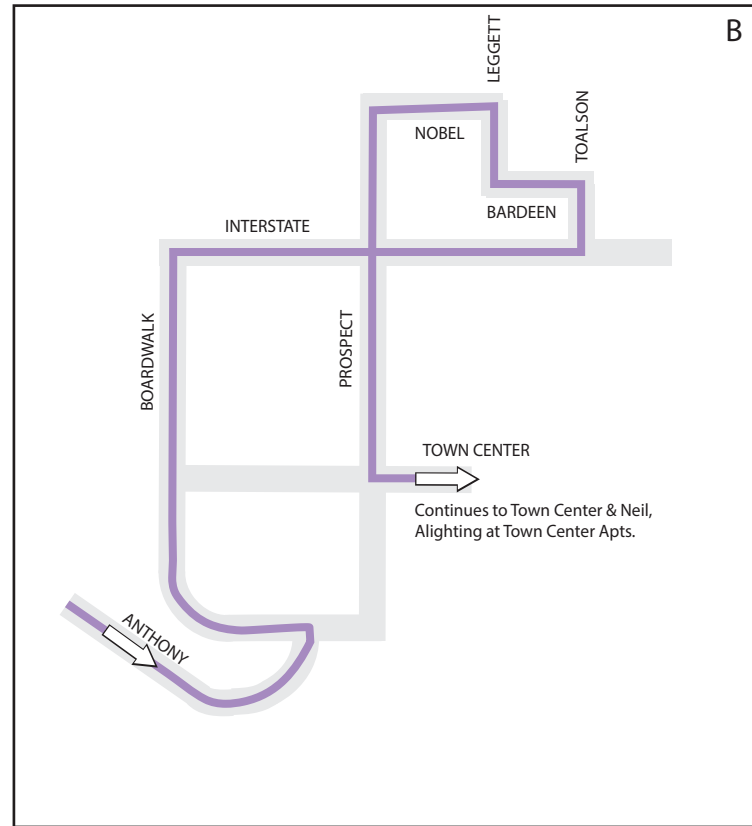 B
LEGGETT
TOALSON
NOBEL
BARDEEN
INTERSTATE
BOARDWALK
PROSPECT
TOWN CENTER
Continues to Town Center & Neil,
Alighting at Town Center Apts.
ANTHONY